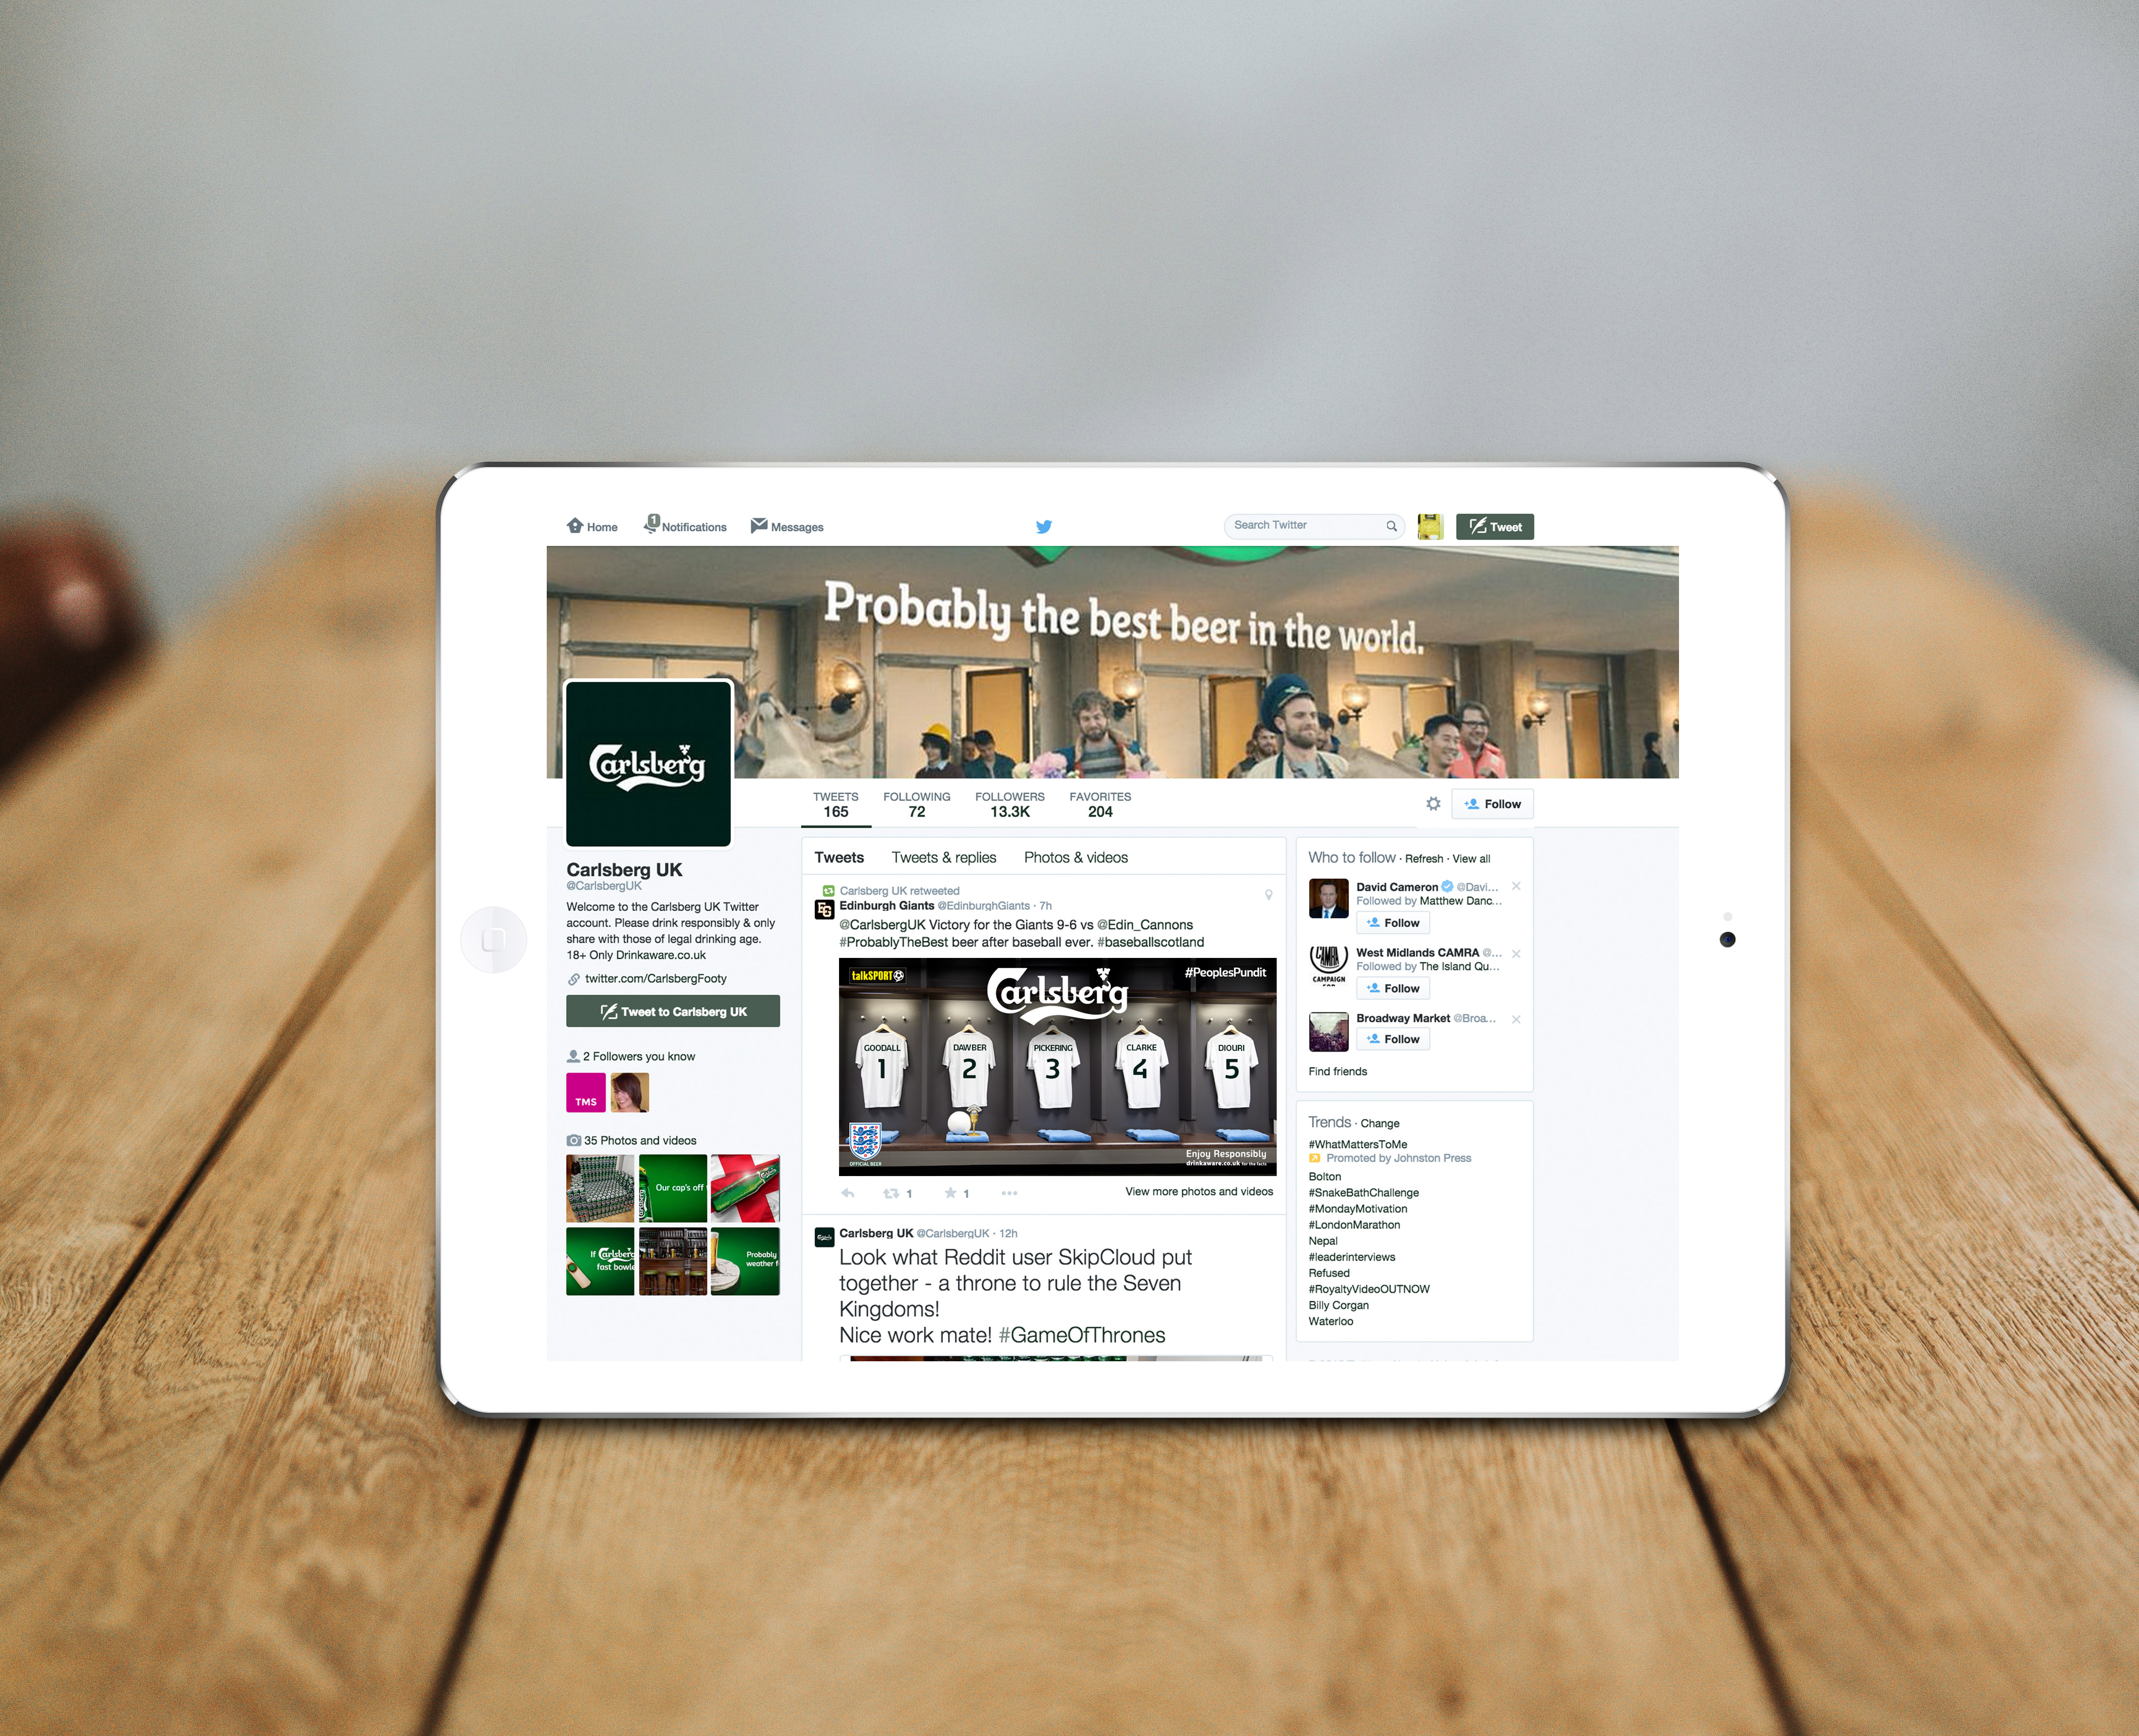 Home
1
Notifications
Messages
Search Twitter
Tweet
Probably the best beer in the world.
Carlsberg
TWEETS
165
FOLLOWING
72
FOLLOWERS
13.3K
FAVORITES
204
Follow
Carlsberg UK
@CarlsbergUK
Welcome to the Carlsberg UK Twitter
account. Please drink responsibly & only
share with those of legal drinking age.
18+ Only Drinkaware.co.uk
twitter.com/CarlsbergFooty
Tweet to Carlsberg UK
2 Followers you know
TMS
35 Photos and videos
Our cap's off
If Carlsberg
fast bowle
Probably
weather f
Tweets Tweets & replies Photos & videos
Carlsberg UK retweeted
EG
Edinburgh Giants @EdinburghGiants · 7h
@CarlsbergUK Victory for the Giants 9-6 vs @Edin_Cannons
#ProbablyTheBest beer after baseball ever. #baseballscotland
talkSPORT
Carlsberg
#PeoplesPundit
GOODALL
1
DAWBER
2
PICKERING
3
CLARKE
4
DIOURI
5
OFFICIAL BEER
Enjoy Responsibly
drinkaware.co.uk for the facts
1
1
View more photos and videos
Carlsberg UK @CarlsbergUK · 12h
Look what Reddit user SkipCloud put
together - a throne to rule the Seven
Kingdoms!
Nice work mate! #GameOfThrones
Who to follow · Refresh · View all
David Cameron @Davi...
Followed by Matthew Danc...
Follow
CAMRA
CAMPAIGN
West Midlands CAMRA @...
Followed by The Island Qu...
Follow
Broadway Market @Broa...
Follow
Find friends
Trends · Change
#WhatMattersToMe
Promoted by Johnston Press
Bolton
#SnakeBathChallenge
#MondayMotivation
#LondonMarathon
Nepal
#leaderinterviews
Refused
#RoyaltyVideoOUTNOW
Billy Corgan
Waterloo